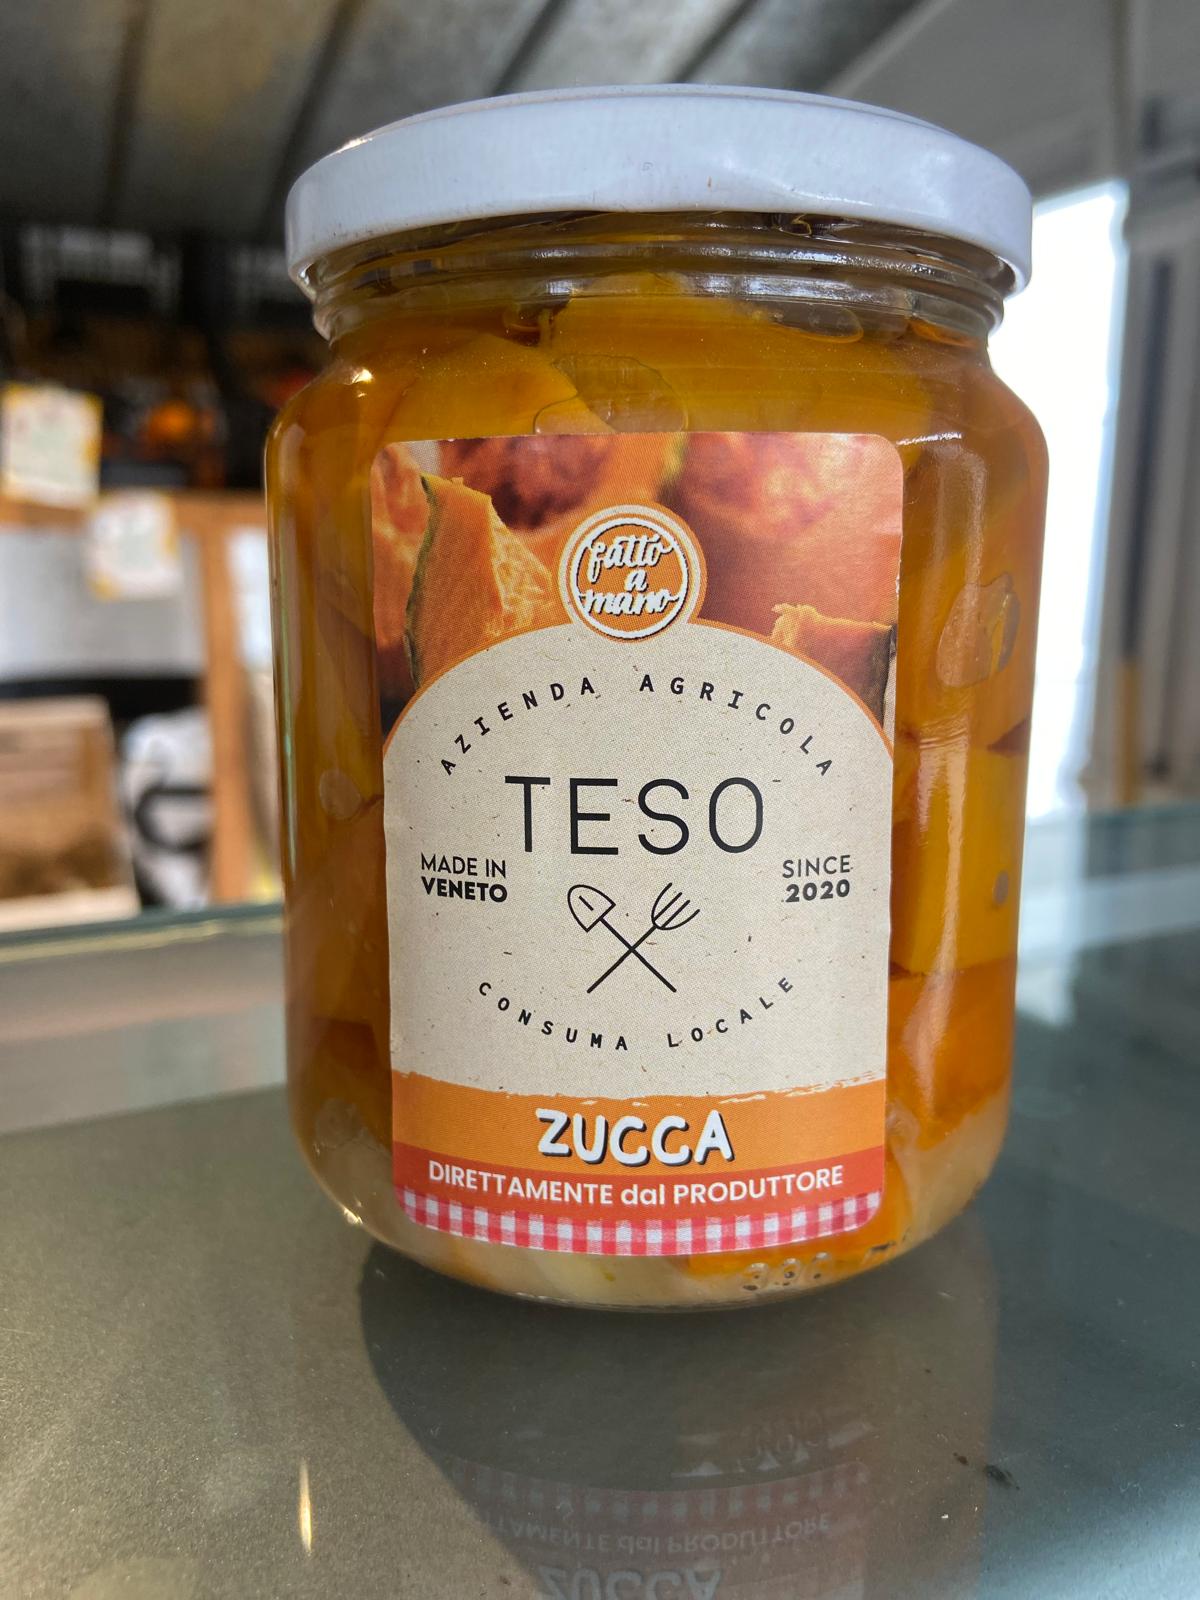 fatto
a
mano
AZIENDA AGRICOLA
TESO
MADE IN
VENETO
SINCE
2020
CONSUMA LOCALE
ZUCCA
DIRETTAMENTE dal PRODUTTORE